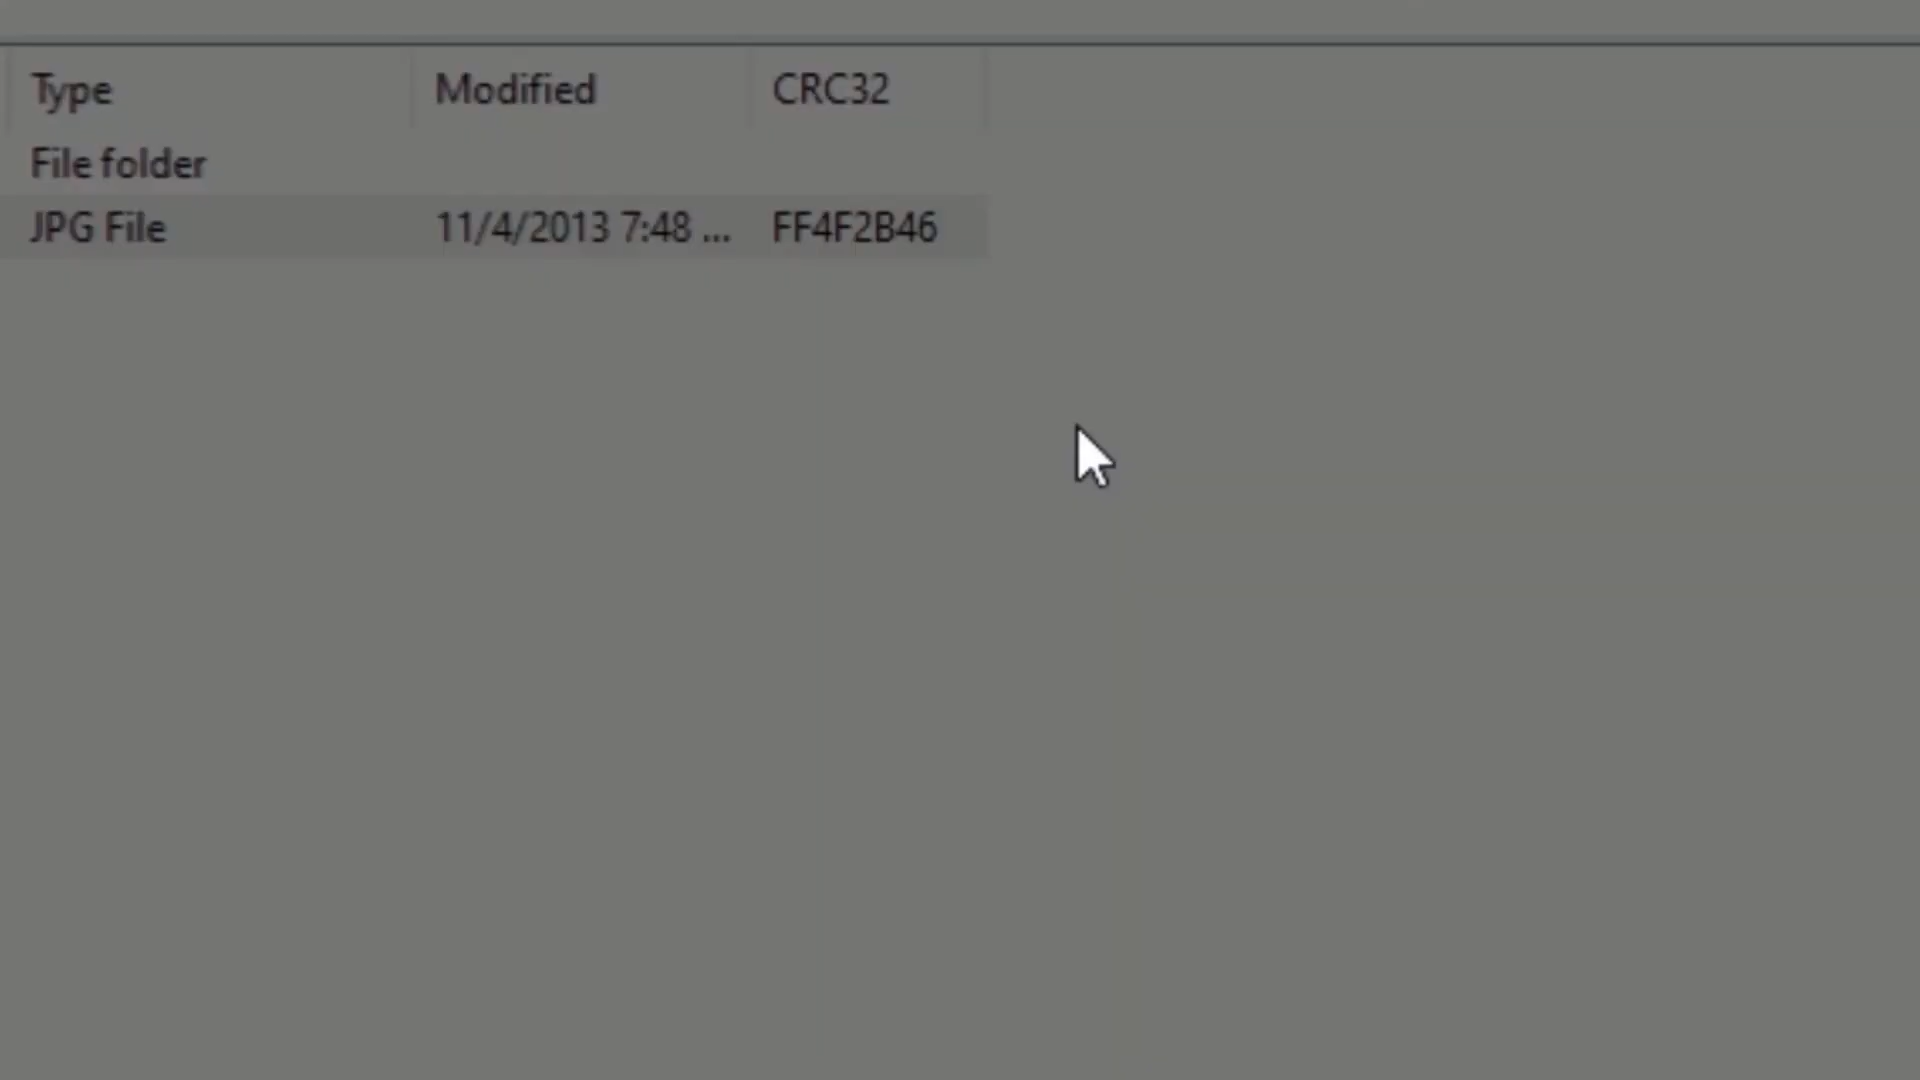 Type Modified CRC32
File folder
JPG File 11/4/2013 7:48 ... FF4F2B46